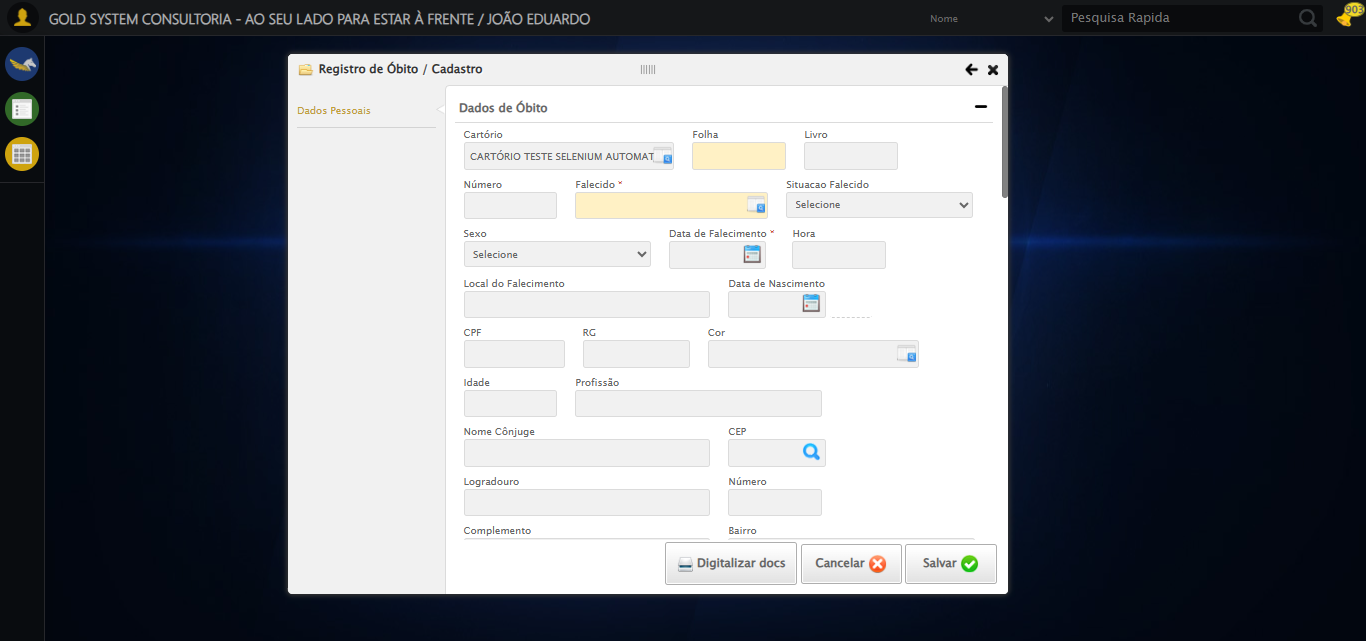 GOLD SYSTEM CONSULTORIA - AO SEU LADO PARA ESTAR À FRENTE / JOÃO EDUARDO
Nome
Pesquisa Rapida
903
Registro de Óbito / Cadastro
Dados Pessoais
Dados de Óbito
Cartório Folha Livro
CARTÓRIO TESTE SELENIUM AUTOMAT
Número Falecido * Situacao Falecido
Selecione
Sexo Data de Falecimento * Hora
Selecione
Local do Falecimento Data de Nascimento
CPF RG Cor
Idade Profissão
Nome Cônjuge CEP
Logradouro Número
Complemento Bairro
Digitalizar docs Cancelar Salvar